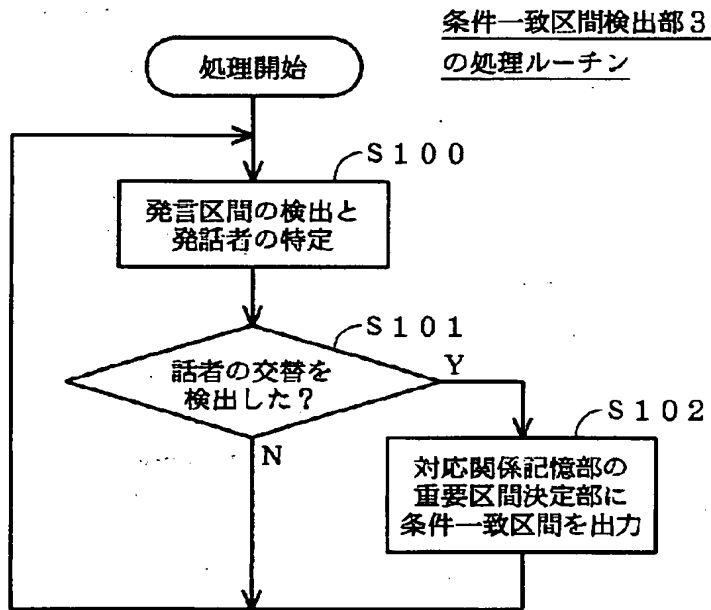 条件一致区間検出部3
の処理ルーチン
処理開始
S100
発言区間の検出と
発話者の特定
S101
話者の交替を
検出した?
Y
N
S102
対応関係記憶部の
重要区間決定部に
条件一致区間を出力